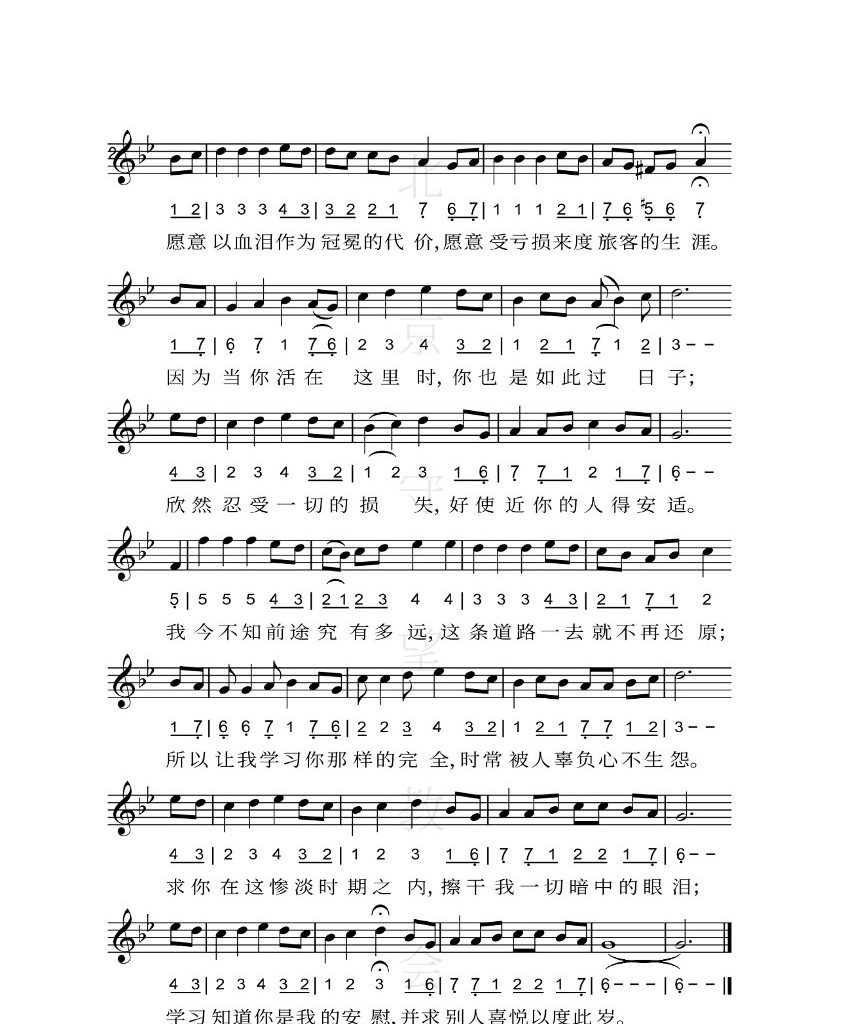 2
1 2 | 3 3 3 4 3 | 3 2 2 1 7 6 7 | 1 1 1 2 1 | 7 6 #5 6 7
愿意以血泪作为冠冕的代价,愿意受亏损来度旅客的生涯。
1 7 | 6 7 1 7 6 | 2 3 4 3 2 | 1 2 1 7 1 2 | 3 - -
因为当你活在这里时,你也是如此过日子;
4 3 | 2 3 4 3 2 | 1 2 3 1 6 | 7 7 1 2 1 7 | 6 - -
欣然忍受一切的损失,好使近你的人得安适。
5 | 5 5 5 4 3 | 2 1 2 3 4 4 | 3 3 3 4 3 | 2 1 7 1 2
我今不知前途究有多远,这条道路一去就不再还原;
1 7 | 6 6 7 1 7 6 | 2 2 3 4 3 2 | 1 2 1 7 7 1 2 | 3 - -
所以让我学习你那样的完全,时常被人辜负心不生怨。
4 3 | 2 3 4 3 2 | 1 2 3 1 6 | 7 7 1 2 2 1 7 | 6 - -
求你在这惨淡时期之内,擦干我一切暗中的眼泪;
4 3 | 2 3 4 3 2 | 1 2 3 1 6 | 7 7 1 2 2 1 7 | 6 - - - | 6 - - ||
学习知道你是我的安慰,并求别人喜悦以度此岁。
北京守望教会